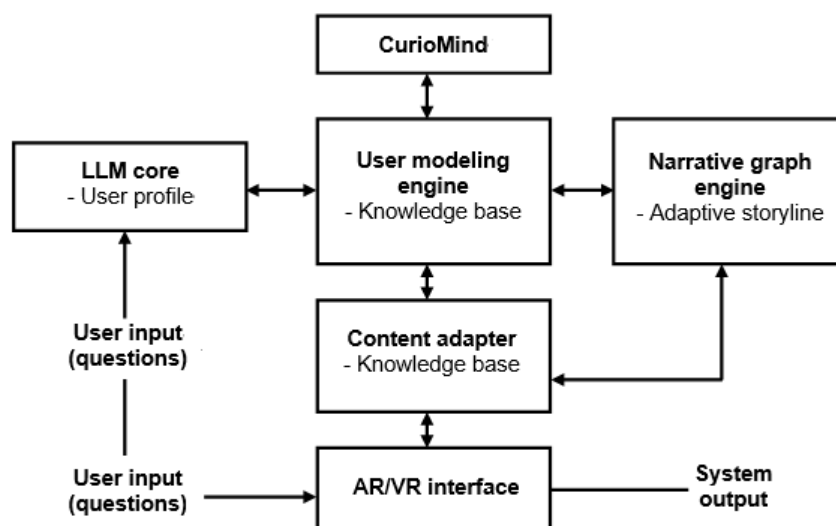 CurioMind
LLM core
- User profile
User modeling
engine
- Knowledge base
Narrative graph
engine
- Adaptive storyline
User input
(questions)
Content adapter
- Knowledge base
User input
(questions)
AR/VR interface
System
output